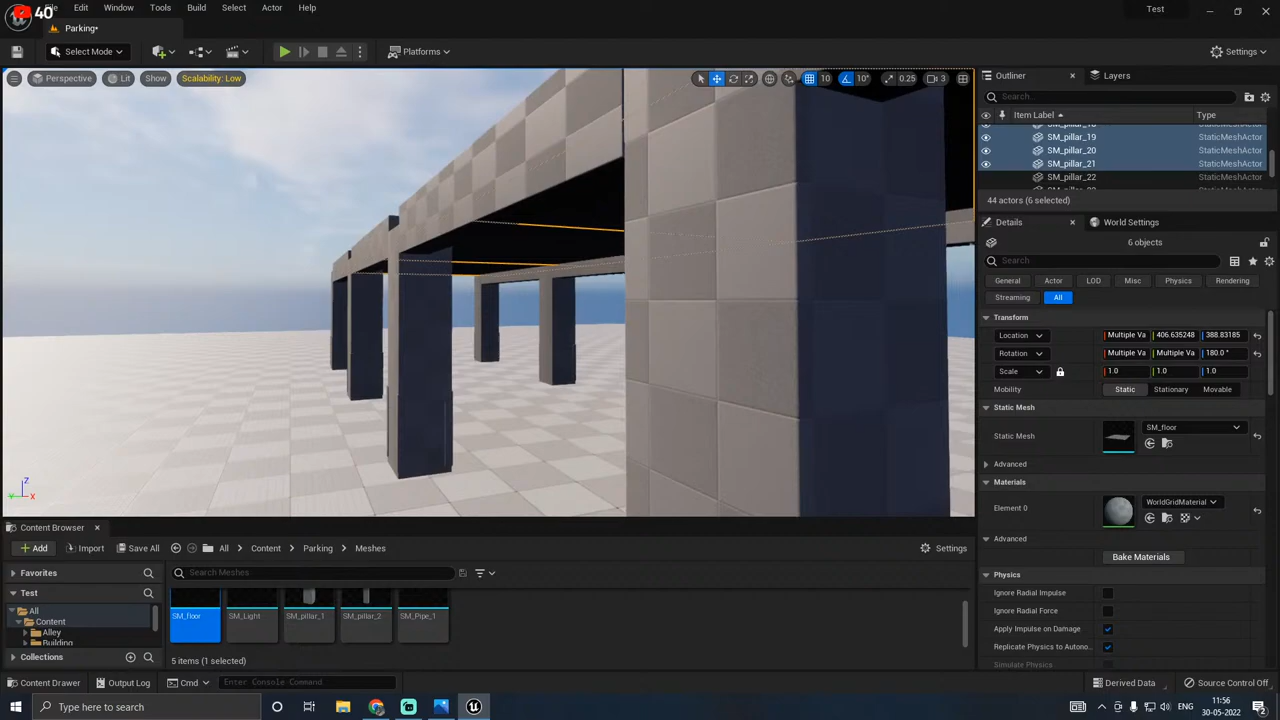 40
File Edit Window Tools Build Select Actor Help
Test
Parking*
Select Mode
Platforms
Settings
Perspective Lit Show Scalability: Low
10 10° 0.25 3
Outliner Layers
Search...
Item Label Type
SM_pillar_19 StaticMeshActor
SM_pillar_20 StaticMeshActor
SM_pillar_21 StaticMeshActor
SM_pillar_22 StaticMeshActor
44 actors (6 selected)
Details World Settings
6 objects
Search
General Actor LOD Misc Physics Rendering
Streaming All
Transform
Location Multiple Va 406.635248 388.83185
Rotation Multiple Va Multiple Va 180.0°
Scale 1.0 1.0 1.0
Mobility Static Stationary Movable
Static Mesh
Static Mesh SM_floor
Advanced
Materials
Element 0 WorldGridMaterial
Advanced
Bake Materials
Physics
Ignore Radial Impulse
Ignore Radial Force
Apply Impulse on Damage
Replicate Physics to Autono...
Simulate Physics
Z
Y X
Content Browser
Add Import Save All All Content Parking Meshes Settings
Favorites
Search Meshes
Test
All
Content
Alley
Building
Collections
SM_floor SM_Light SM_pillar_1 SM_pillar_2 SM_Pipe_1
5 items (1 selected)
Content Drawer Output Log Cmd Enter Console Command Derived Data Source Control Off
Type here to search
11:56
30-05-2022
2